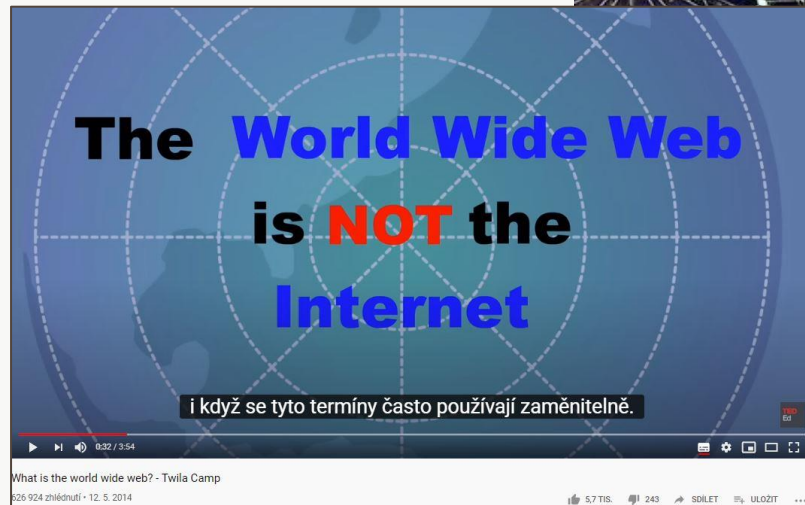 The World Wide Web
is NOT the
Internet
i když se tyto termíny často používají zaměnitelně.
TED
Ed
0:32 / 3:54
What is the world wide web? - Twila Camp
626 924 zhlédnutí • 12. 5. 2014
5,7 TIS. 243 SDÍLET ULOŽIT